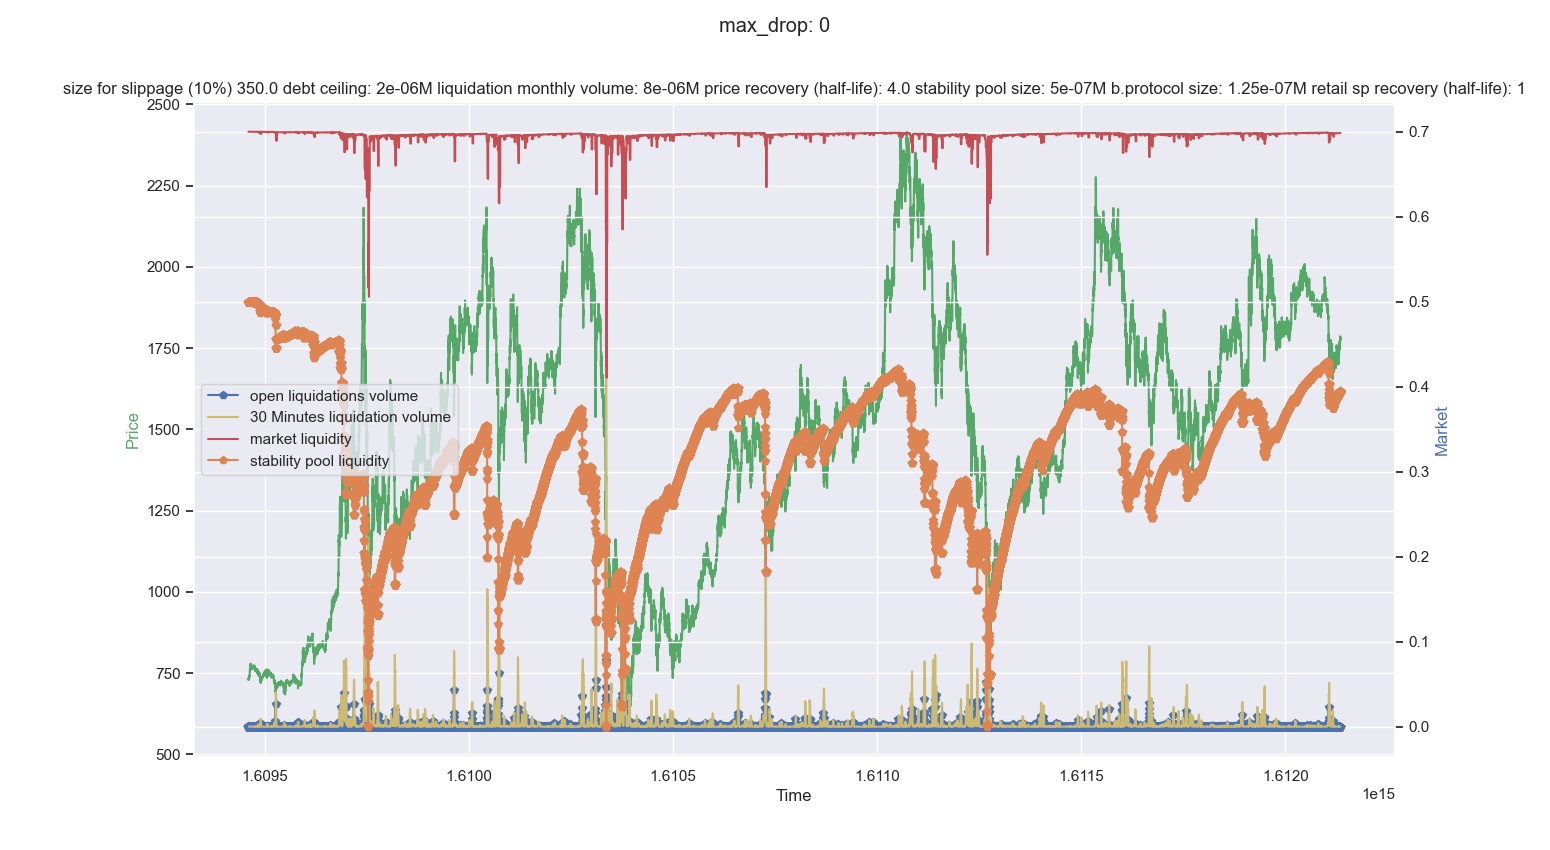 max_drop: 0
size for slippage (10%) 350.0 debt ceiling: 2e-06M liquidation monthly volume: 8e-06M price recovery (half-life): 4.0 stability pool size: 5e-07M b.protocol size: 1.25e-07M retail sp recovery (half-life): 1
2500
2250
2000
1750
1500
1250
1000
750
500
Price
open liquidations volume
30 Minutes liquidation volume
market liquidity
stability pool liquidity
0.7
0.6
0.5
0.4
0.3
0.2
0.1
0.0
Market
1.6095
1.6100
1.6105
1.6110
1.6115
1.6120
1e15
Time